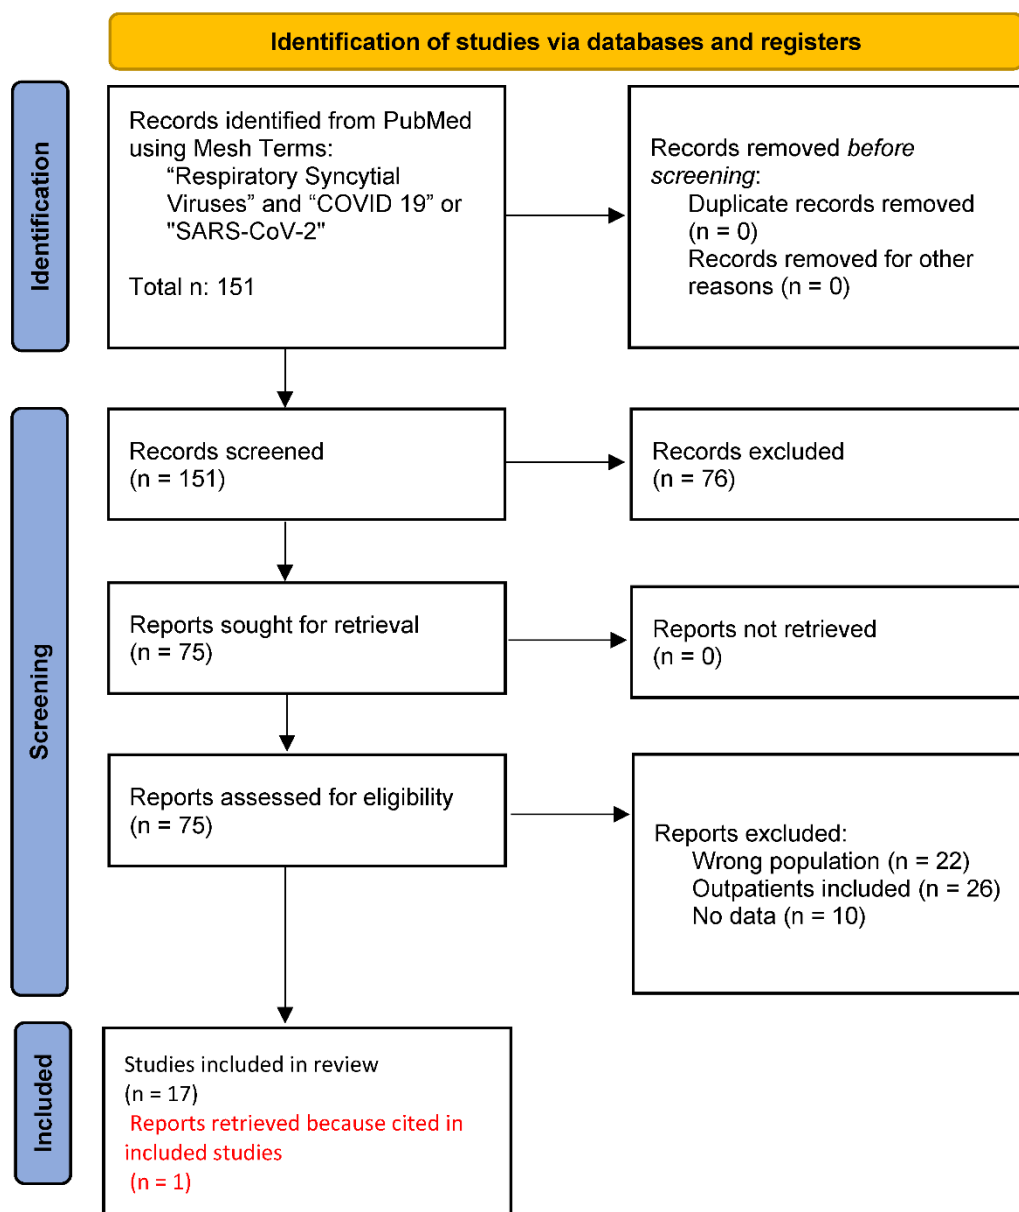 Identification of studies via databases and registers
Identification
Records identified from PubMed
using Mesh Terms:
“Respiratory Syncytial
Viruses” and “COVID 19” or
"SARS-CoV-2"
Total n: 151
Records removed before
screening:
Duplicate records removed
(n = 0)
Records removed for other
reasons (n = 0)
Screening
Records screened
(n = 151)
Records excluded
(n = 76)
Reports sought for retrieval
(n = 75)
Reports not retrieved
(n = 0)
Reports assessed for eligibility
(n = 75)
Reports excluded:
Wrong population (n = 22)
Outpatients included (n = 26)
No data (n = 10)
Included
Studies included in review
(n = 17)
Reports retrieved because cited in
included studies
(n = 1)